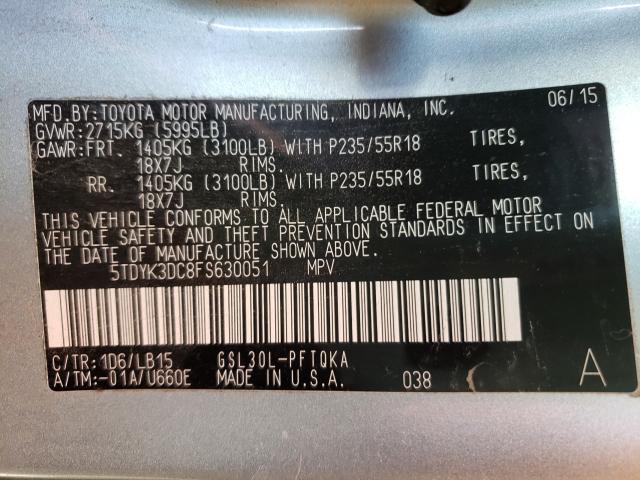 MFD.BY:TOYOTA MOTOR MANUFACTURING, INDIANA, INC. 06/15
GVWR:2715KG (5995LB)
GAWR:FRT. 1405KG (3100LB) WITH P235/55R18 TIRES,
18X7J RIMS.
RR. 1405KG (3100LB) WITH P235/55R18 TIRES,
18X7J RIMS.
THIS VEHICLE CONFORMS TO ALL APPLICABLE FEDERAL MOTOR
VEHICLE SAFETY AND THEFT PREVENTION STANDARDS IN EFFECT ON
THE DATE OF MANUFACTURE SHOWN ABOVE.
5TDYK3DC8FS630051 MPV
C/TR:1D6/LB15 GSL30L-PFTQKA
A/TM:-01A/U660E MADE IN U.S.A. 038 A